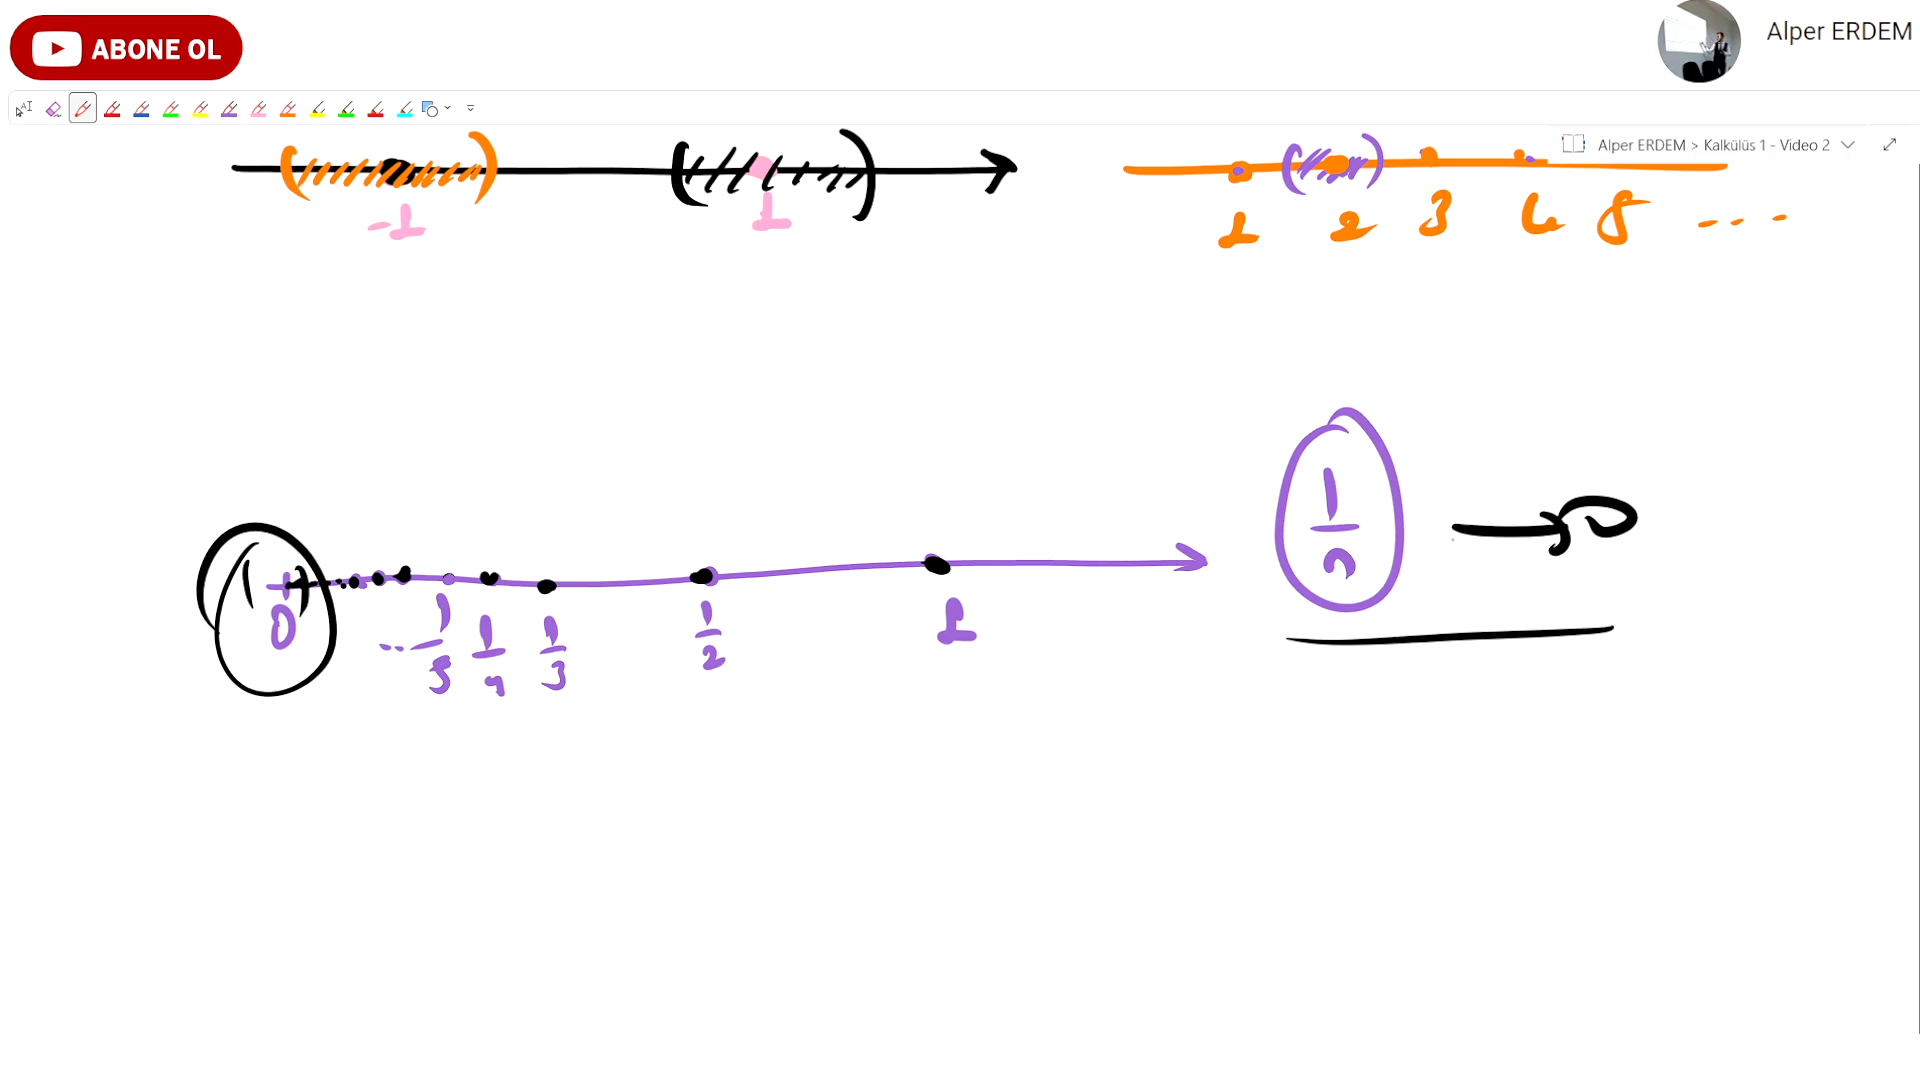 ABONE OL
Alper ERDEM
Alper ERDEM > Kalkülüs 1 - Video 2
-1 1
1 2 3 4 5 ...
1/n → 0
0 ... 1/5 1/4 1/3 1/2 1